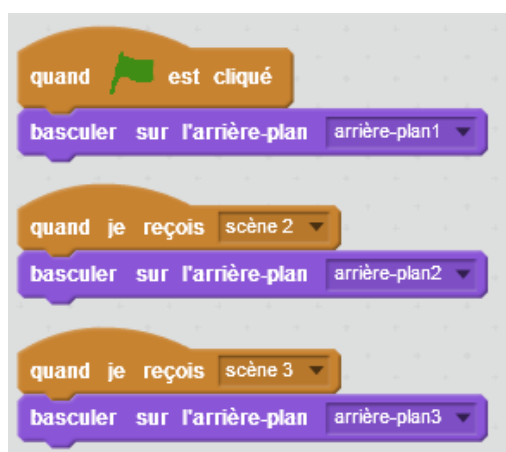 quand est cliqué
basculer sur l'arrière-plan arrière-plan1
quand je reçois scène 2
basculer sur l'arrière-plan arrière-plan2
quand je reçois scène 3
basculer sur l'arrière-plan arrière-plan3